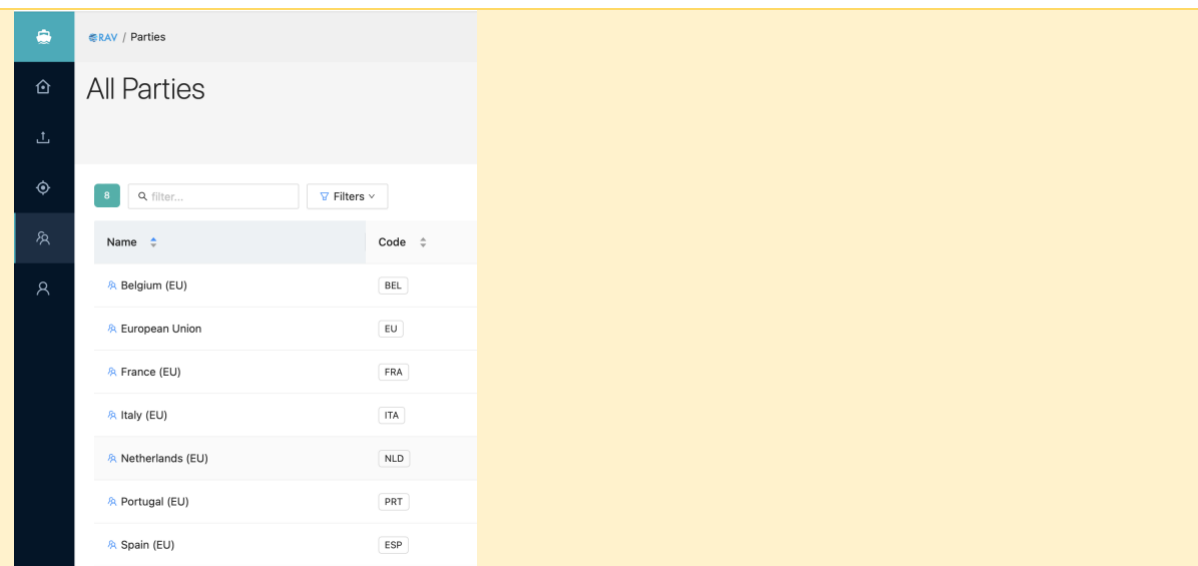 RAV / Parties
All Parties
8 filter... Filters
Name Code
Belgium (EU) BEL
European Union EU
France (EU) FRA
Italy (EU) ITA
Netherlands (EU) NLD
Portugal (EU) PRT
Spain (EU) ESP